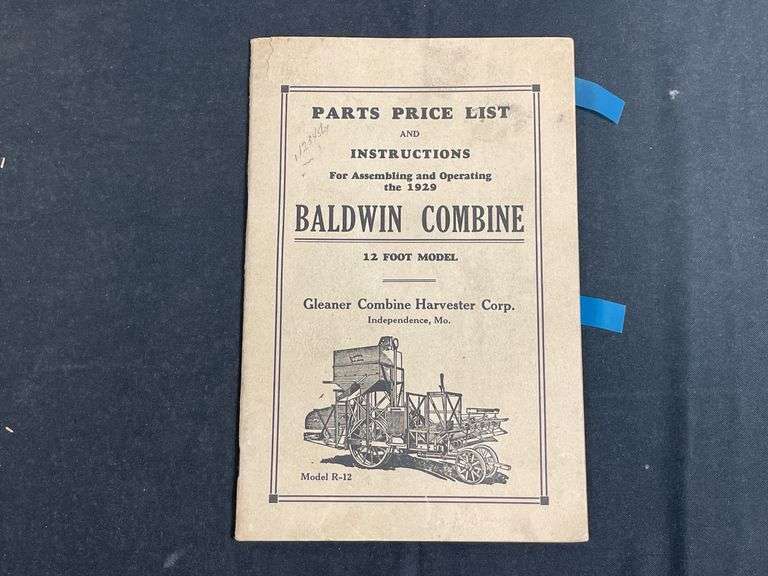 PARTS PRICE LIST
AND
INSTRUCTIONS
For Assembling and Operating
the 1929
BALDWIN COMBINE
12 FOOT MODEL
Gleaner Combine Harvester Corp.
Independence, Mo.
Model R-12